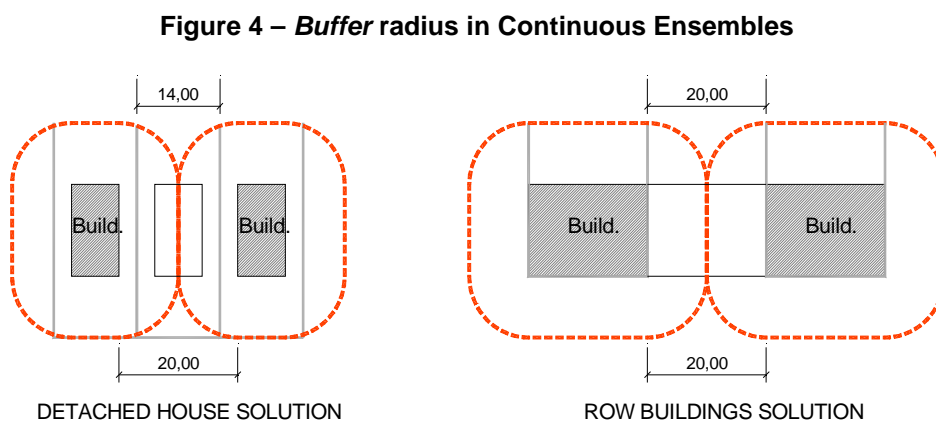 Figure 4 – Buffer radius in Continuous Ensembles
14,00
20,00
Build.
Build.
Build.
Build.
20,00
20,00
DETACHED HOUSE SOLUTION
ROW BUILDINGS SOLUTION